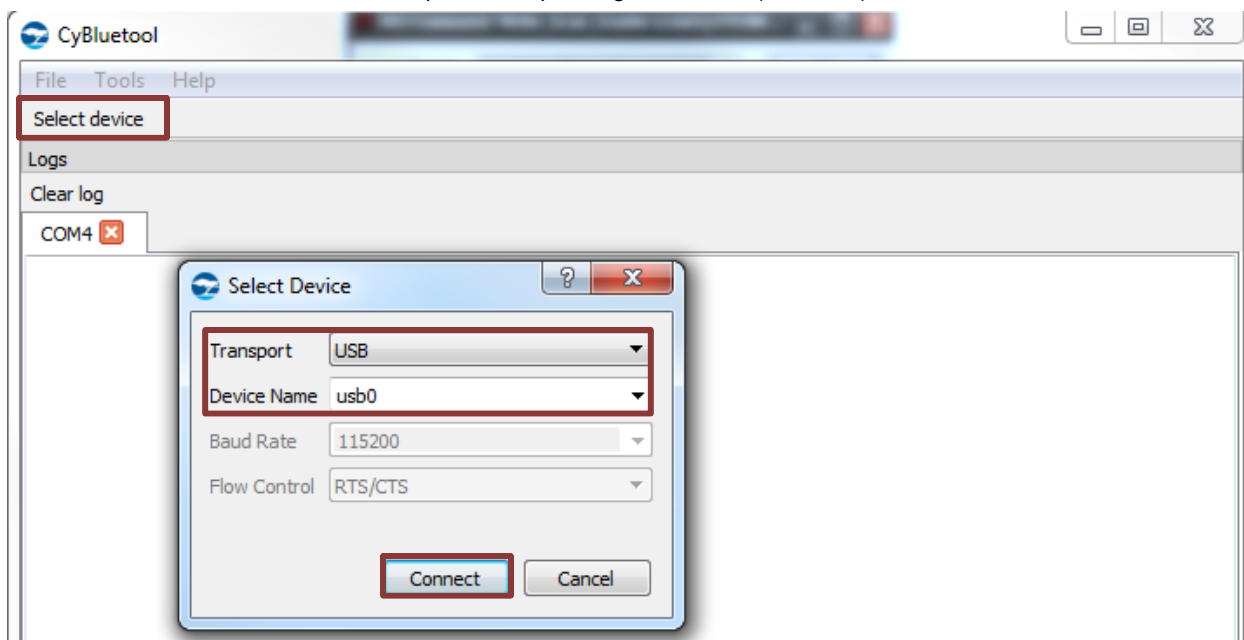 CyBluetool
File Tools Help
Select device
Logs
Clear log
COM4
Select Device
Transport USB
Device Name usb0
Baud Rate 115200
Flow Control RTS/CTS
Connect Cancel